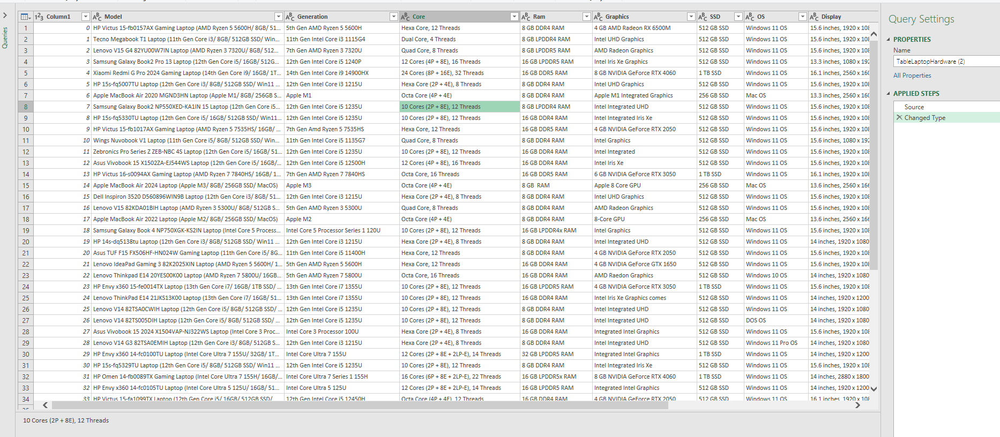 Queries
Column1 Model Generation Core Ram Graphics SSD OS Display
1 0 HP Victus 15-fb0157AX Gaming Laptop (AMD Ryzen 5 5600H/ 8GB/ 51... 5th Gen AMD Ryzen 5 5600H Hexa Core, 12 Threads 8 GB DDR4 RAM 4 GB AMD Radeon RX 6500M 512 GB SSD Windows 11 OS 15.6 inches, 1920 x 108
2 1 Tecno Megabook T1 Laptop (11th Gen Core i3/ 8GB/ 512GB SSD/ Win... 11th Gen Intel Core i3 1115G4 Dual Core, 4 Threads 8 GB LPDDR4 RAM Intel UHD Graphics 512 GB SSD Windows 11 OS 15.6 inches, 1920 x 108
3 2 Lenovo V15 G4 82YU00W7IN Laptop (AMD Ryzen 3 7320U/ 8GB/ 512... 7th Gen AMD Ryzen 3 7320U Quad Core, 8 Threads 8 GB LPDDR5 RAM AMD Radeon Graphics 512 GB SSD Windows 11 OS 15.6 inches, 1920 x 108
4 3 Samsung Galaxy Book2 Pro 13 Laptop (12th Gen Core i5/ 16GB/ 512G... 12th Gen Intel Core i5 1240P 12 Cores (4P + 8E), 16 Threads 16 GB LPDDR5 RAM Intel Iris Xe Graphics 512 GB SSD Windows 11 OS 13.3 inches, 1080 x 192
5 4 Xiaomi Redmi G Pro 2024 Gaming Laptop (14th Gen Core i9/ 16GB/ 1T... 14th Gen Intel Core i9 14900HX 24 Cores (8P + 16E), 32 Threads 16 GB DDR5 RAM 8 GB NVIDIA GeForce RTX 4060 1 TB SSD Windows 11 OS 16.1 inches, 2560 x 160
6 5 HP 15s-fq5007TU Laptop (12th Gen Core i3/ 8GB/ 512GB SSD/ Win11 ... 12th Gen Intel Core i3 1215U Hexa Core (2P + 4E), 8 Threads 8 GB DDR4 RAM Intel UHD Graphics 512 GB SSD Windows 11 OS 15.6 inches, 1920 x 108
7 6 Apple MacBook Air 2020 MGND3HN Laptop (Apple M1/ 8GB/ 256GB S... Apple M1 Octa Core (4P + 4E) 8 GB DDR4 RAM Apple M1 Integrated Graphics 256 GB SSD Mac OS 13.3 inches, 2560 x 160
8 7 Samsung Galaxy Book2 NP550XED-KA1IN 15 Laptop (12th Gen Core i5... 12th Gen Intel Core i5 1235U 10 Cores (2P + 8E), 12 Threads 8 GB LPDDR4 RAM Intel Integrated UHD 512 GB SSD Windows 11 OS 15.6 inches, 1920 x 108
9 8 HP 15s-fq5330TU Laptop (12th Gen Core i5/ 16GB/ 512GB SSD/ Win11... 12th Gen Intel Core i5 1235U 10 Cores (2P + 8E), 12 Threads 16 GB DDR4 RAM Intel Integrated Iris Xe 512 GB SSD Windows 11 OS 15.6 inches, 1920 x 108
10 9 HP Victus 15-fb1017AX Gaming Laptop (AMD Ryzen 5 7535HS/ 16GB/ ... 7th Gen Amd Ryzen 5 7535HS Hexa Core, 12 Threads 16 GB DDR5 RAM 4 GB NVIDIA GeForce RTX 2050 512 GB SSD Windows 11 OS 15.6 inches, 1920 x 108
11 10 Wings Nuvobook V1 Laptop (11th Gen Core i5/ 8GB/ 512GB SSD/ Win... 11th Gen Intel Core i5 1135G7 Quad Core, 8 Threads 8 GB DDR4 RAM Intel Graphics 512 GB SSD Windows 11 OS 15.6 inches, 1080 x 192
12 11 Zebronics Pro Series Z ZEB-NBC 4S Laptop (12th Gen Core i5/ 16GB/ 51... 12th Gen Intel Core i5 1235U 10 Cores (2P + 8E), 12 Threads 16 GB DDR4 RAM Intel Integrated 512 GB SSD Windows 11 OS 15.6 inches, 1920 x 108
13 12 Asus Vivobook 15 X1502ZA-EJ544WS Laptop (12th Gen Core i5/ 16GB/... 12th Gen Intel Core i5 12500H 12 Cores (4P + 8E), 16 Threads 16 GB DDR4 RAM Intel Iris Xe 512 GB SSD Windows 11 OS 15.6 inches, 1920 x 108
14 13 HP Victus 16-s0094AX Gaming Laptop (AMD Ryzen 7 7840HS/ 16GB/ 1... 7th Gen AMD Ryzen 7 7840HS Octa Core, 16 Threads 16 GB DDR5 RAM 6 GB NVIDIA GeForce RTX 3050 1 TB SSD Windows 11 OS 16.1 inches, 1920 x 108
15 14 Apple MacBook Air 2024 Laptop (Apple M3/ 8GB/ 256GB SSD/ MacOS) Apple M3 Octa Core (4P + 4E) 8 GB  RAM Apple 8 Core GPU 256 GB SSD Mac OS 13.6 inches, 2560 x 166
16 15 Dell Inspiron 3520 D560896WIN9B Laptop (12th Gen Core i3/ 8GB/ 51... 12th Gen Intel Core i3 1215U Hexa Core (2P + 4E), 8 Threads 8 GB DDR4 RAM Intel UHD Graphics 512 GB SSD Windows 11 OS 15.6 inches, 1920 x 108
17 16 Lenovo V15 82KDA01BIH Laptop (AMD Ryzen 3 5300U/ 8GB/ 512GB S... 5th Gen AMD Ryzen 3 5300U Quad Core, 8 Threads 8 GB DDR4 RAM AMD Radeon Graphics 512 GB SSD Windows 11 OS 15.6 inches, 1920 x 108
18 17 Apple MacBook Air 2022 Laptop (Apple M2/ 8GB/ 256GB SSD/ MacOS) Apple M2 Octa Core (4P + 4E) 8 GB DDR4 RAM 8-Core GPU 256 GB SSD Mac OS 13.6 inches, 2560 x 166
19 18 Samsung Galaxy Book 4 NP750XGK-KS2IN Laptop (Intel Core 5 Process... Intel Core 5 Processor Series 1 120U 10 Cores (2P + 8E), 12 Threads 16 GB LPDDR4x RAM Intel Graphics 512 GB SSD Windows 11 OS 15.6 inches, 1920 x 108
20 19 HP 14s-dq5138tu Laptop (12th Gen Core i3/ 8GB/ 512GB SSD/ Win11 ... 12th Gen Intel Core i3 1215U Hexa Core (2P + 4E), 8 Threads 8 GB DDR4 RAM Intel Integrated UHD 512 GB SSD Windows 11 OS 14 inches, 1920 x 1080
21 20 Asus TUF F15 FX506HF-HN024W Gaming Laptop (11th Gen Core i5/ 8G... 11th Gen Intel Core i5 11400H Hexa Core, 12 Threads 8 GB DDR4 RAM 4 GB NVIDIA GeForce RTX 2050 512 GB SSD Windows 11 OS 15.6 inches, 1920 x 108
22 21 Lenovo IdeaPad Gaming 3 82K2025XIN Laptop (AMD Ryzen 5 5600H/ 1... 5th Gen AMD Ryzen 5 5600H Hexa Core, 12 Threads 16 GB DDR4 RAM 4 GB NVIDIA GeForce GTX 1650 512 GB SSD Windows 11 OS 15.6 inches, 1920 x 108
23 22 Lenovo Thinkpad E14 20YES00K00 Laptop (AMD Ryzen 7 5800U/ 16GB... 5th Gen AMD Ryzen 7 5800U Octa Core, 16 Threads 16 GB DDR4 RAM AMD Raedon Graphics 512 GB SSD Windows 10 OS 14 inches, 1920 x 1080
24 23 HP Envy x360 15-fe0014TX Laptop (13th Gen Core i7/ 16GB/ 1TB SSD/ ... 13th Gen Intel Core i7 1355U 10 Cores (2P + 8E), 12 Threads 16 GB LPDDR5 RAM 4 GB NVIDIA GeForce RTX 3050 1 TB SSD Windows 11 OS 15.6 inches, 1920 x 108
25 24 Lenovo ThinkPad E14 21JKS13K00 Laptop (13th Gen Core i7/ 16GB/ 51... 13th Gen Intel Core i7 1355U 10 Cores (2P + 8E), 12 Threads 16 GB DDR4 RAM Intel Iris Xe Graphics comes 512 GB SSD Windows 11 OS 14 inches, 1920 x 1200
26 25 Lenovo V14 82TSA0CWIH Laptop (12th Gen Core i5/ 8GB/ 512GB SSD/ ... 12th Gen Intel Core i5 1235U 10 Cores (2P + 8E), 12 Threads 8 GB DDR4 RAM Intel Integrated UHD 512 GB SSD Windows 11 OS 14 inches, 1920 x 1080
27 26 Lenovo V14 82TS005DIH Laptop (12th Gen Core i5/ 8GB/ 512GB SSD/ ... 12th Gen Intel Core i5 1235U 10 Cores (2P + 8E), 12 Threads 8 GB DDR4 RAM Intel Integrated UHD 512 GB SSD DOS OS 14 inches, 1920 x 1080
28 27 Asus Vivobook 15 2024 X1504VAP-NJ322WS Laptop (Intel Core 3 Proc... Intel Core 3 Processor 100U Hexa Core (2P + 4E), 8 Threads 8 GB DDR4 RAM Integrated Intel Graphics 512 GB SSD Windows 11 OS 15.6 inches, 1920 x 108
29 28 Lenovo V14 G3 82TSA0EMIH Laptop (12th Gen Core i3/ 8GB/ 512GB S... 12th Gen Intel Core i3 1215U Hexa Core (2P + 4E), 8 Threads 8 GB DDR4 RAM Intel Integrated UHD 512 GB SSD Windows 11 Pro OS 14 inches, 1920 x 1080
30 29 HP Envy x360 14-fc0100TU Laptop (Intel Core Ultra 7 155U/ 32GB/ 1T... Intel Core Ultra 7 155U 12 Cores (2P + 8E + 2LP-E), 14 Threads 32 GB LPDDR5 RAM Integrated Intel Graphics 1 TB SSD Windows 11 OS 14 inches, 1920 x 1200
31 30 HP 15s-fq5329TU Laptop (12th Gen Core i5/ 8GB/ 512GB SSD/ Win11 ... 12th Gen Intel Core i5 1235U 10 Cores (2P + 8E), 12 Threads 8 GB DDR4 RAM Intel Integrated Iris Xe 512 GB SSD Windows 11 OS 15.6 inches, 1920 x 108
32 31 HP Omen 14-fb0089TX Gaming Laptop (Intel Core Ultra 7 155H/ 16GB/... Intel Core Ultra 7 Series 1 155H 16 Cores (6P + 8E + 2LP-E), 22 Threads 16 GB LPDDR5x RAM 8 GB NVIDIA GeForce RTX 4060 1 TB SSD Windows 11 OS 14 inches, 2880 x 1800
33 32 HP Envy x360 14-fc0105TU Laptop (Intel Core Ultra 5 125U/ 16GB/ 51... Intel Core Ultra 5 125U 12 Cores (2P + 8E + 2LP-E), 14 Threads 16 GB LPDDR5 RAM Integrated Intel Graphics 512 GB SSD Windows 11 OS 14 inches, 1920 x 1200
34 33 HP Victus 15-fa1099TX Laptop (12th Gen Core i5/ 16GB/ 512GB SSD/ ... 12th Gen Intel Core i5 12450H Octa Core (4P + 4E), 12 Threads 16 GB DDR4 RAM 4 GB NVIDIA GeForce RTX 2050 512 GB SSD Windows 11 OS 16.1 inches, 1920 x 108
10 Cores (2P + 8E), 12 Threads
Query Settings
PROPERTIES
Name
TableLaptopHardware (2)
All Properties
APPLIED STEPS
Source
Changed Type